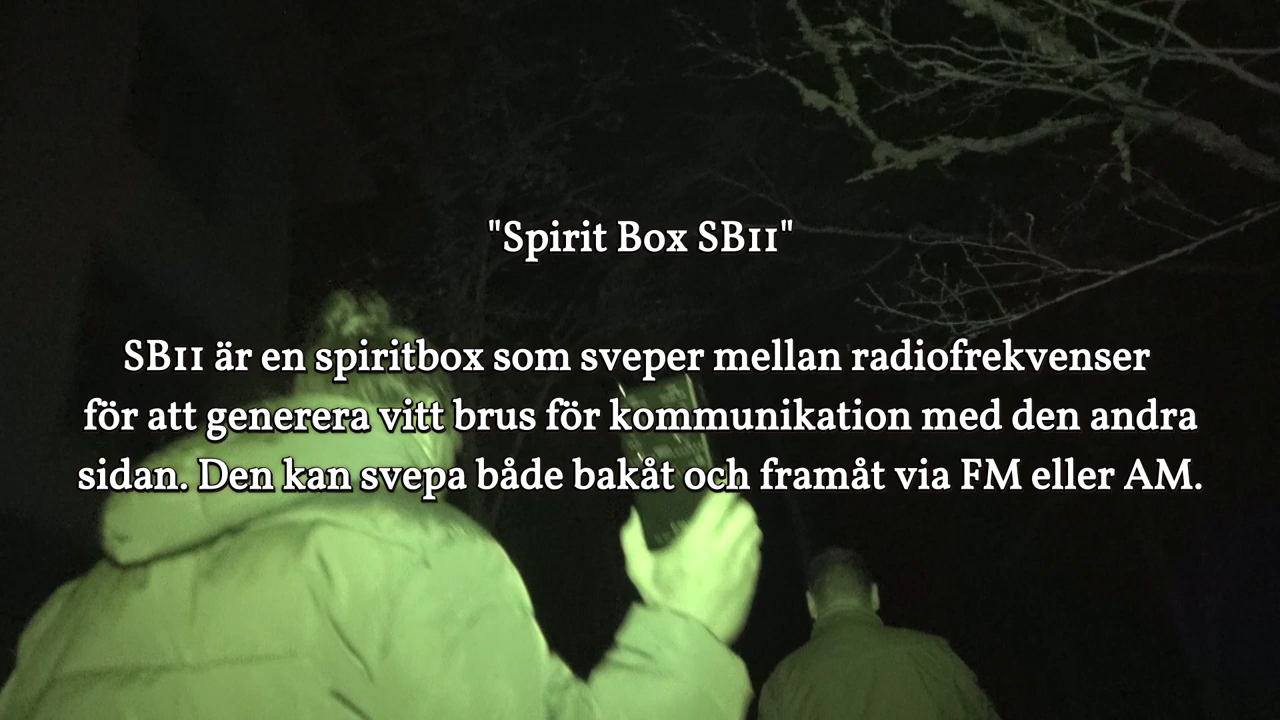 "Spirit Box SB11"
SB11 är en spiritbox som sveper mellan radiofrekvenser
för att generera vitt brus för kommunikation med den andra
sidan. Den kan svepa både bakåt och framåt via FM eller AM.